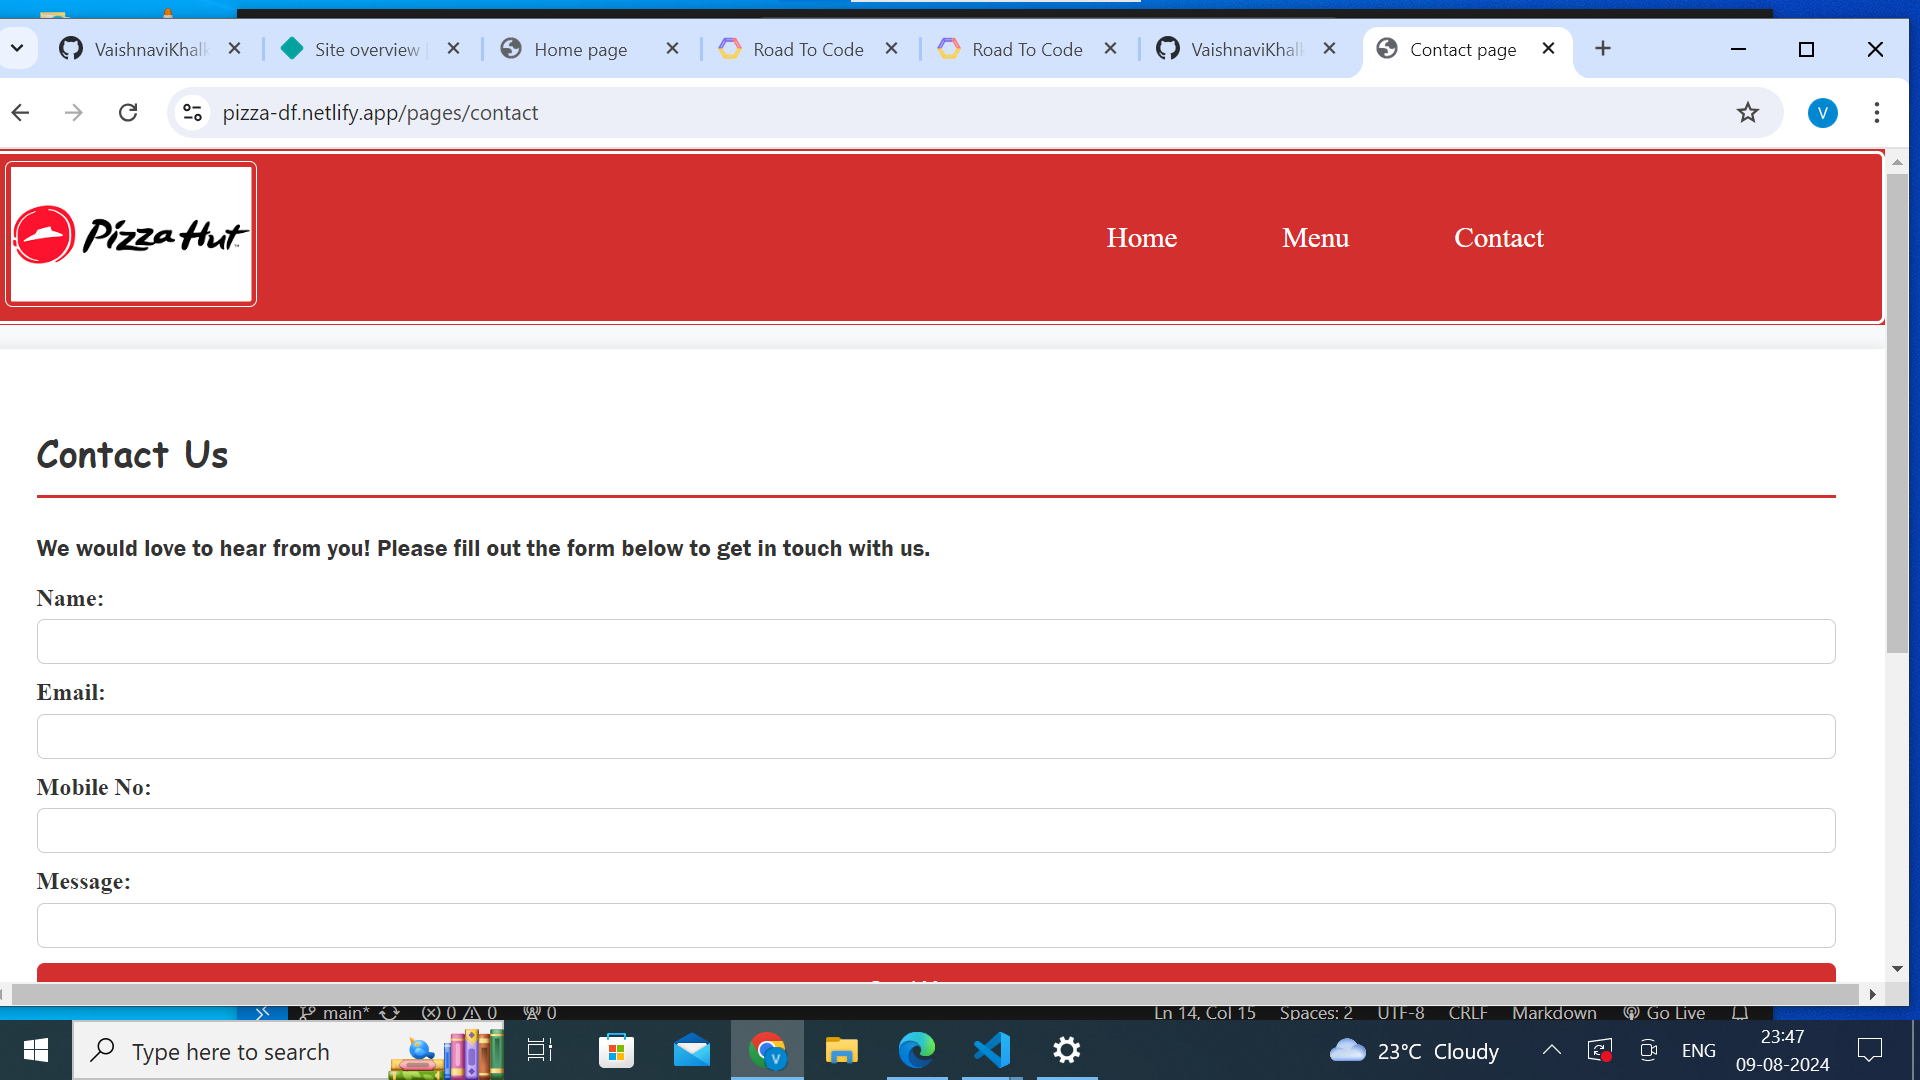 VaishnaviKhalk
Site overview
Home page
Road To Code
Road To Code
VaishnaviKhalk
Contact page
pizza-df.netlify.app/pages/contact
V
Pizza Hut
Home
Menu
Contact
Contact Us
We would love to hear from you! Please fill out the form below to get in touch with us.
Name:
Email:
Mobile No:
Message:
main* 0 0 0 Ln 14, Col 15 Spaces: 2 UTF-8 CRLF Markdown Go Live
Type here to search
V
23°C Cloudy
ENG
23:47
09-08-2024